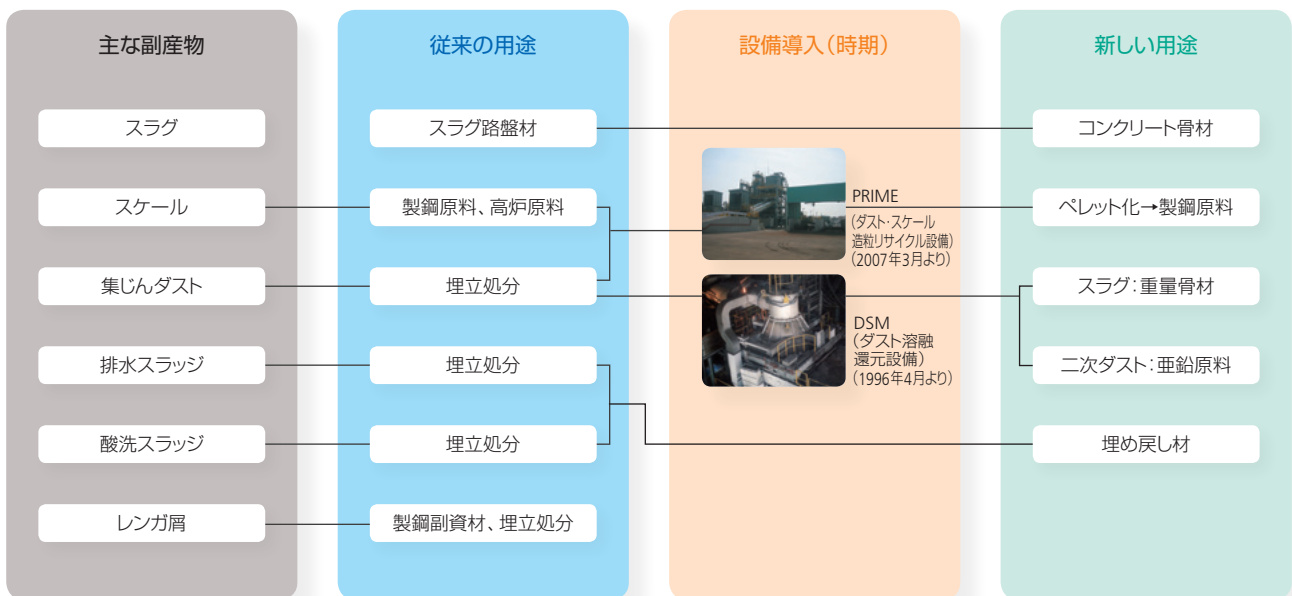 主な副産物
従来の用途
設備導入（時期）
新しい用途
スラグ
スラグ路盤材
コンクリート骨材
スケール
製鋼原料、高炉原料
PRIME
（ダスト・スケール
造粒リサイクル設備）
（2007年3月より）
ペレット化→製鋼原料
集じんダスト
埋立処分
DSM
（ダスト溶融
還元設備）
（1996年4月より）
スラグ：重量骨材
排水スラッジ
埋立処分
二次ダスト：亜鉛原料
酸洗スラッジ
埋立処分
埋め戻し材
レンガ屑
製鋼副資材、埋立処分